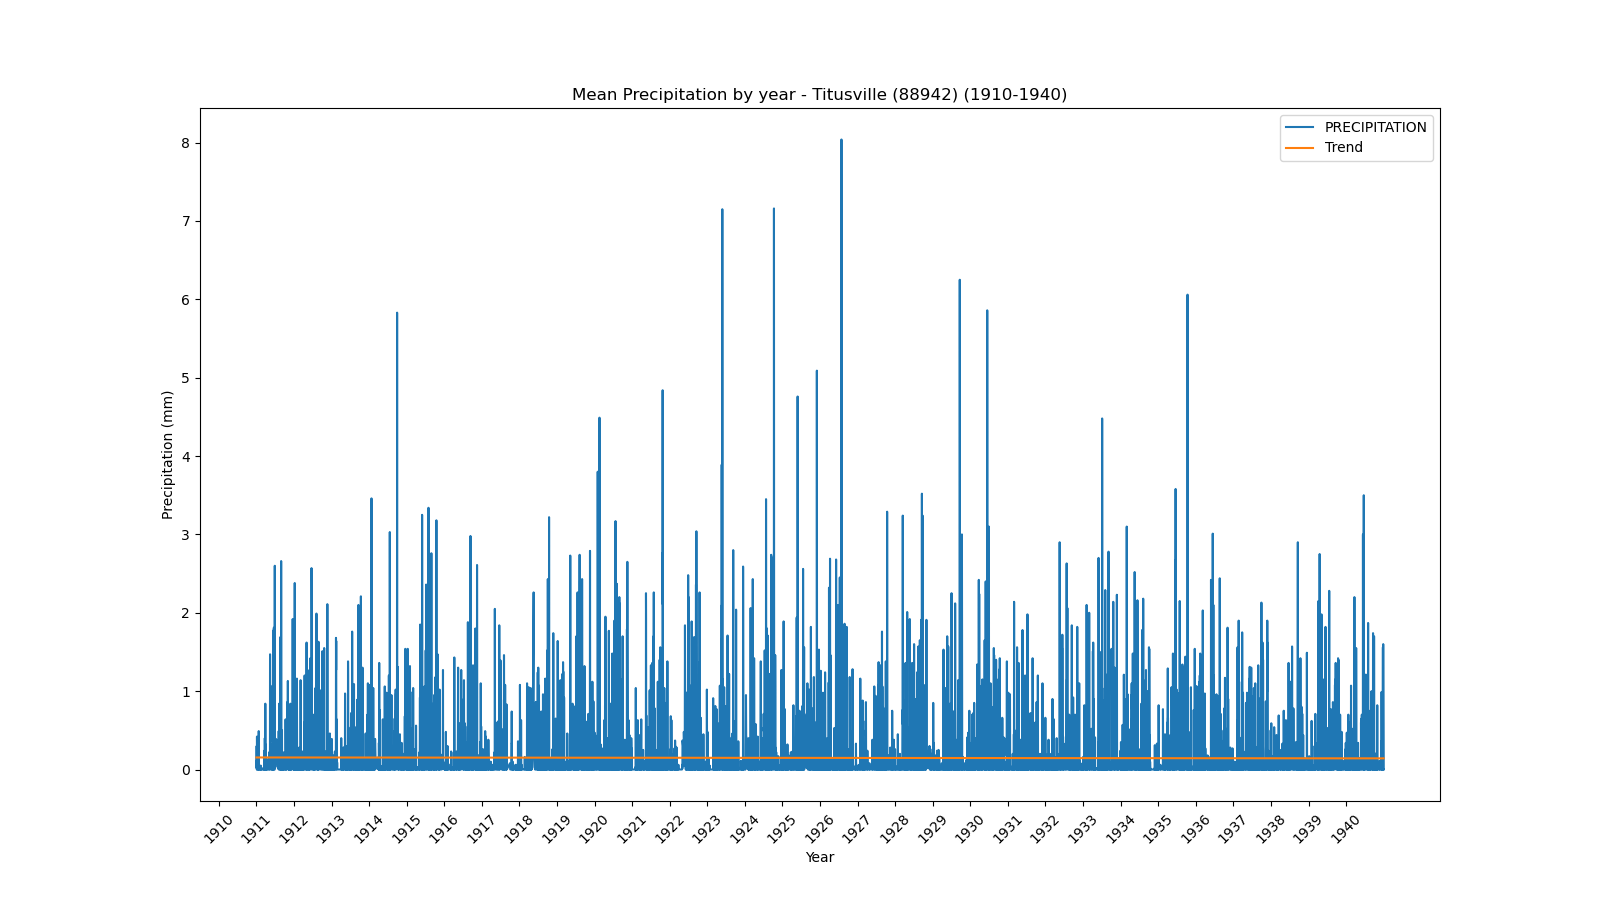 Mean Precipitation by year - Titusville (88942) (1910-1940)
PRECIPITATION
Trend
8
7
6
5
4
3
2
1
0
Precipitation (mm)
1910 1911 1912 1913 1914 1915 1916 1917 1918 1919 1920 1921 1922 1923 1924 1925 1926 1927 1928 1929 1930 1931 1932 1933 1934 1935 1936 1937 1938 1939 1940
Year